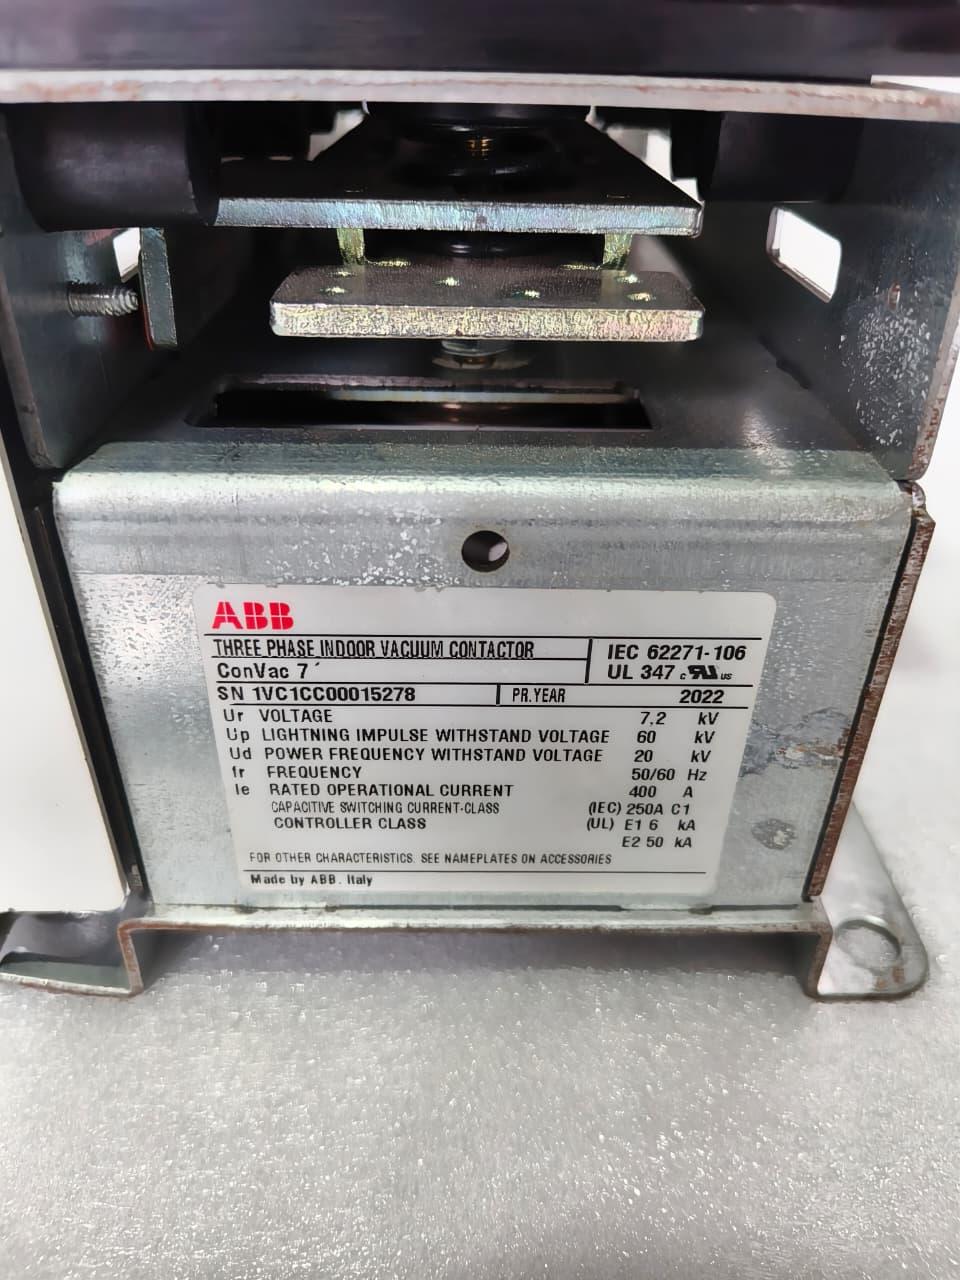 ABB
THREE PHASE INDOOR VACUUM CONTACTOR
ConVac 7
IEC 62271-106
UL 347 c UR us
SN 1VC1CC00015278 PR.YEAR 2022
Ur VOLTAGE 7,2 kV
Up LIGHTNING IMPULSE WITHSTAND VOLTAGE 60 kV
Ud POWER FREQUENCY WITHSTAND VOLTAGE 20 kV
fr FREQUENCY 50/60 Hz
Ie RATED OPERATIONAL CURRENT 400 A
CAPACITIVE SWITCHING CURRENT-CLASS (IEC) 250A C1
CONTROLLER CLASS (UL) E1 6 kA
E2 50 kA
FOR OTHER CHARACTERISTICS. SEE NAMEPLATES ON ACCESSORIES
Made by ABB. Italy